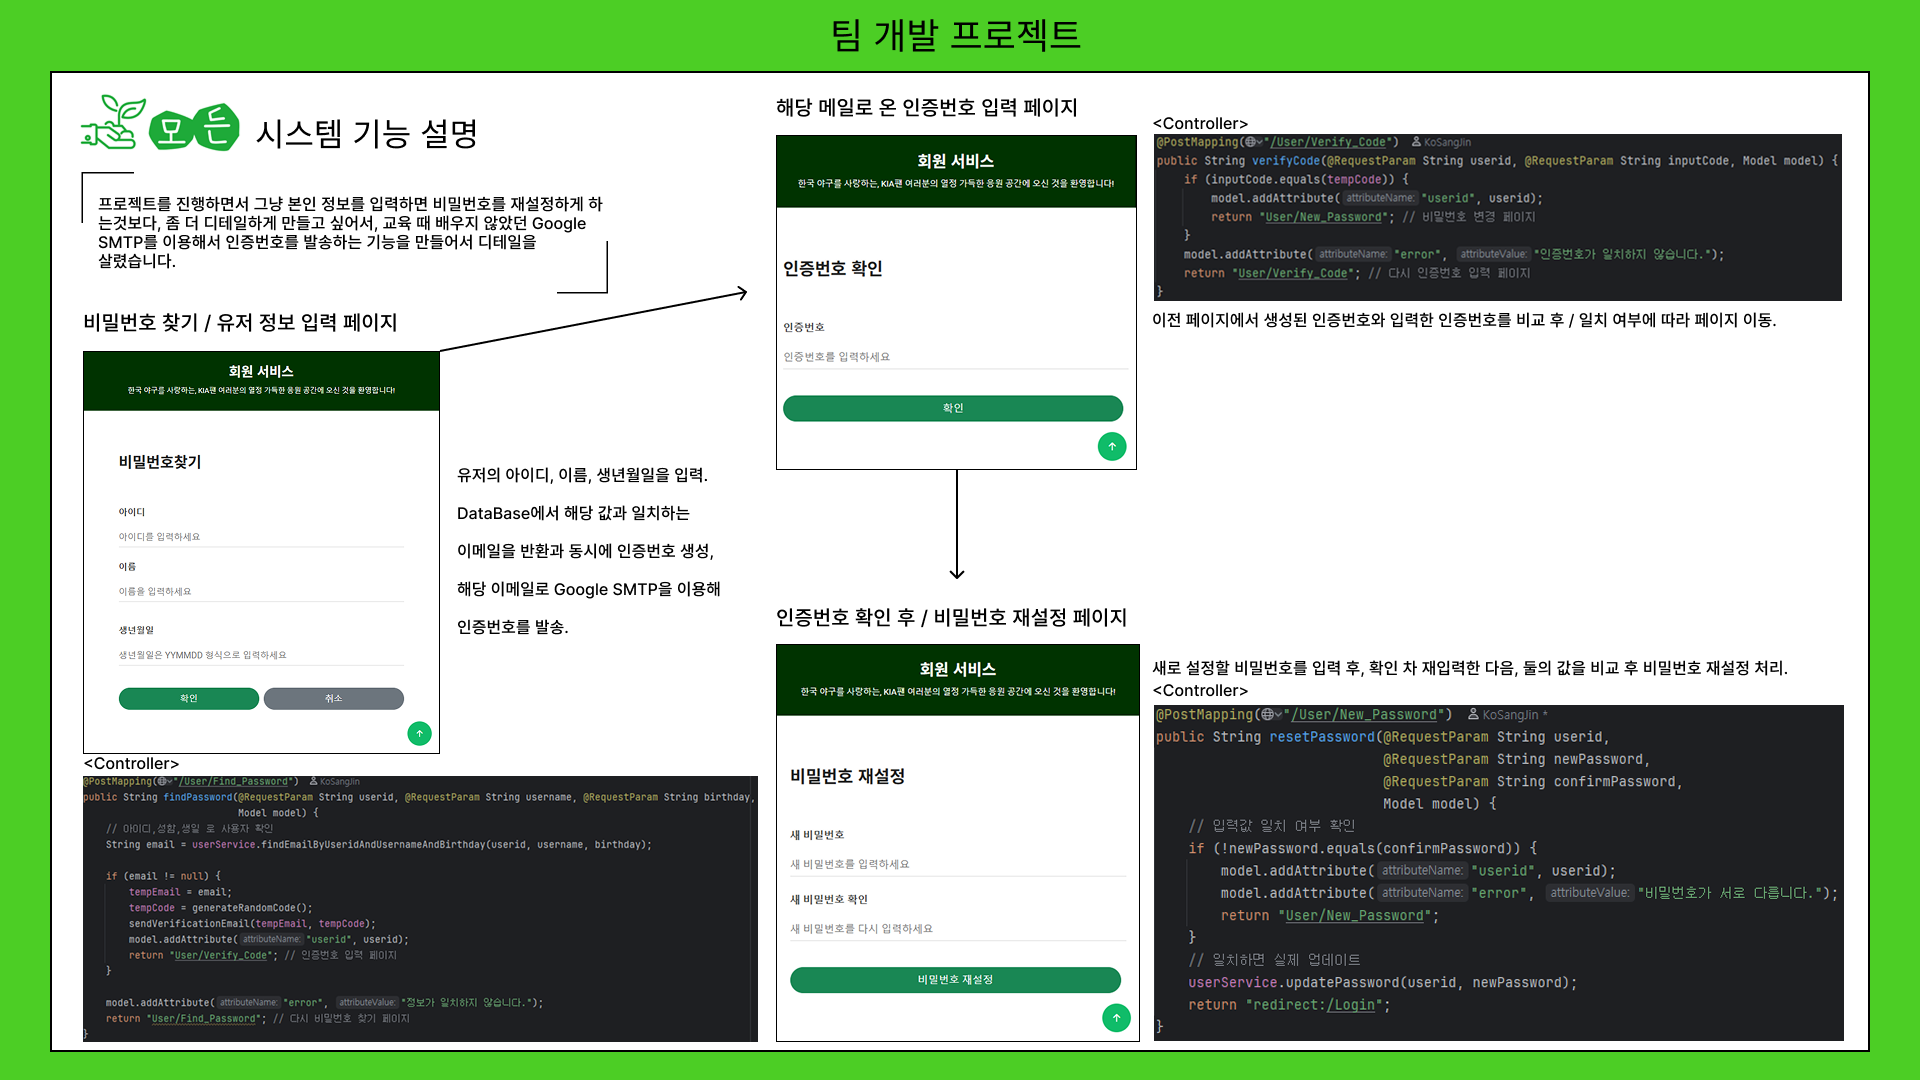 팀 개발 프로젝트
모든
시스템 기능 설명
프로젝트를 진행하면서 그냥 본인 정보를 입력하면 비밀번호를 재설정하게 하
는것보다, 좀 더 디테일하게 만들고 싶어서, 교육 때 배우지 않았던 Google
SMTP를 이용해서 인증번호를 발송하는 기능을 만들어서 디테일을
살렸습니다.
비밀번호 찾기 / 유저 정보 입력 페이지
회원 서비스
한국 야구를 사랑하는, KIA팬 여러분의 열정 가득한 응원 공간에 오신 것을 환영합니다!
비밀번호찾기
아이디
아이디를 입력하세요
이름
이름을 입력하세요
생년월일
생년월일은 YYMMDD 형식으로 입력하세요
확인 취소
유저의 아이디, 이름, 생년월일을 입력.
DataBase에서 해당 값과 일치하는
이메일을 반환과 동시에 인증번호 생성,
해당 이메일로 Google SMTP을 이용해
인증번호를 발송.
<Controller>
@PostMapping("/User/Find_Password") KoSangJin
public String findPassword(@RequestParam String userid, @RequestParam String username, @RequestParam String birthday,
Model model) {
// 아이디,성함,생일 로 사용자 확인
String email = userService.findEmailByUseridAndUsernameAndBirthday(userid, username, birthday);
if (email != null) {
tempEmail = email;
tempCode = generateRandomCode();
sendVerificationEmail(tempEmail, tempCode);
model.addAttribute( attributeName: "userid", userid);
return "User/Verify_Code"; // 인증번호 입력 페이지
}
model.addAttribute( attributeName: "error", attributeValue: "정보가 일치하지 않습니다.");
return "User/Find_Password"; // 다시 비밀번호 찾기 페이지
}
해당 메일로 온 인증번호 입력 페이지
회원 서비스
한국 야구를 사랑하는, KIA팬 여러분의 열정 가득한 응원 공간에 오신 것을 환영합니다!
인증번호 확인
인증번호
인증번호를 입력하세요
확인
<Controller>
@PostMapping("/User/Verify_Code") KoSangJin
public String verifyCode(@RequestParam String userid, @RequestParam String inputCode, Model model) {
if (inputCode.equals(tempCode)) {
model.addAttribute( attributeName: "userid", userid);
return "User/New_Password"; // 비밀번호 변경 페이지
}
model.addAttribute( attributeName: "error", attributeValue: "인증번호가 일치하지 않습니다.");
return "User/Verify_Code"; // 다시 인증번호 입력 페이지
}
이전 페이지에서 생성된 인증번호와 입력한 인증번호를 비교 후 / 일치 여부에 따라 페이지 이동.
인증번호 확인 후 / 비밀번호 재설정 페이지
회원 서비스
한국 야구를 사랑하는, KIA팬 여러분의 열정 가득한 응원 공간에 오신 것을 환영합니다!
비밀번호 재설정
새 비밀번호
새 비밀번호를 입력하세요
새 비밀번호 확인
새 비밀번호를 다시 입력하세요
비밀번호 재설정
새로 설정할 비밀번호를 입력 후, 확인 차 재입력한 다음, 둘의 값을 비교 후 비밀번호 재설정 처리.
<Controller>
@PostMapping("/User/New_Password") KoSangJin *
public String resetPassword(@RequestParam String userid,
@RequestParam String newPassword,
@RequestParam String confirmPassword,
Model model) {
// 입력값 일치 여부 확인
if (!newPassword.equals(confirmPassword)) {
model.addAttribute( attributeName: "userid", userid);
model.addAttribute( attributeName: "error", attributeValue: "비밀번호가 서로 다릅니다.");
return "User/New_Password";
}
// 일치하면 실제 업데이트
userService.updatePassword(userid, newPassword);
return "redirect:/Login";
}